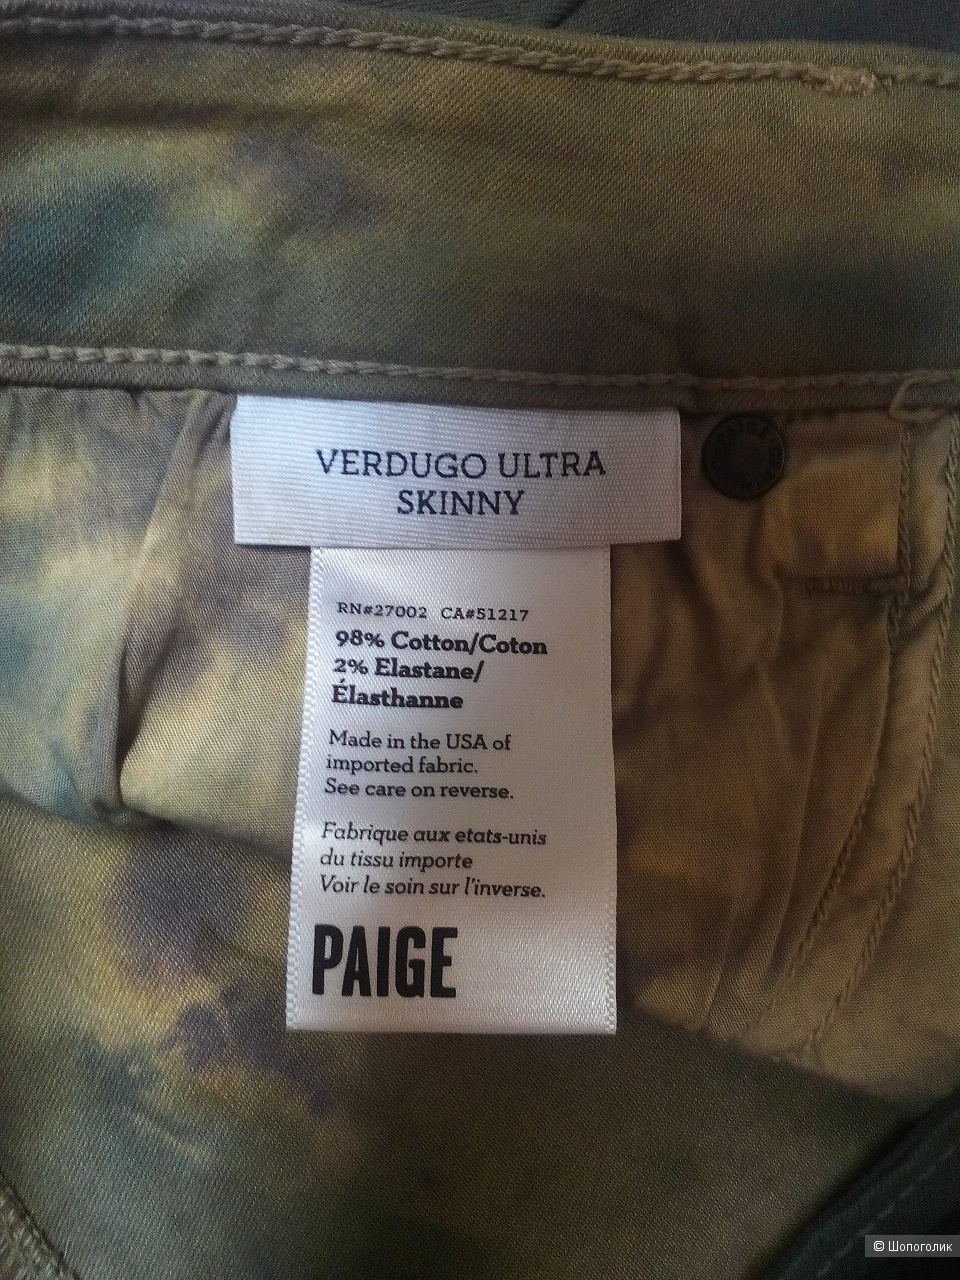 VERDUGO ULTRA
SKINNY
PAIGE
RN#27002 CA#51217
98% Cotton/Coton
2% Elastane/
Élasthanne
Made in the USA of
imported fabric.
See care on reverse.
Fabrique aux etats-unis
du tissu importe
Voir le soin sur l'inverse.
PAIGE
© Шопоголик